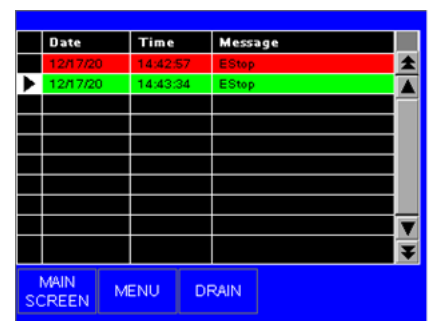 Date Time Message
12/17/20 14:42:57 EStop
12/17/20 14:43:34 EStop
MAIN SCREEN MENU DRAIN